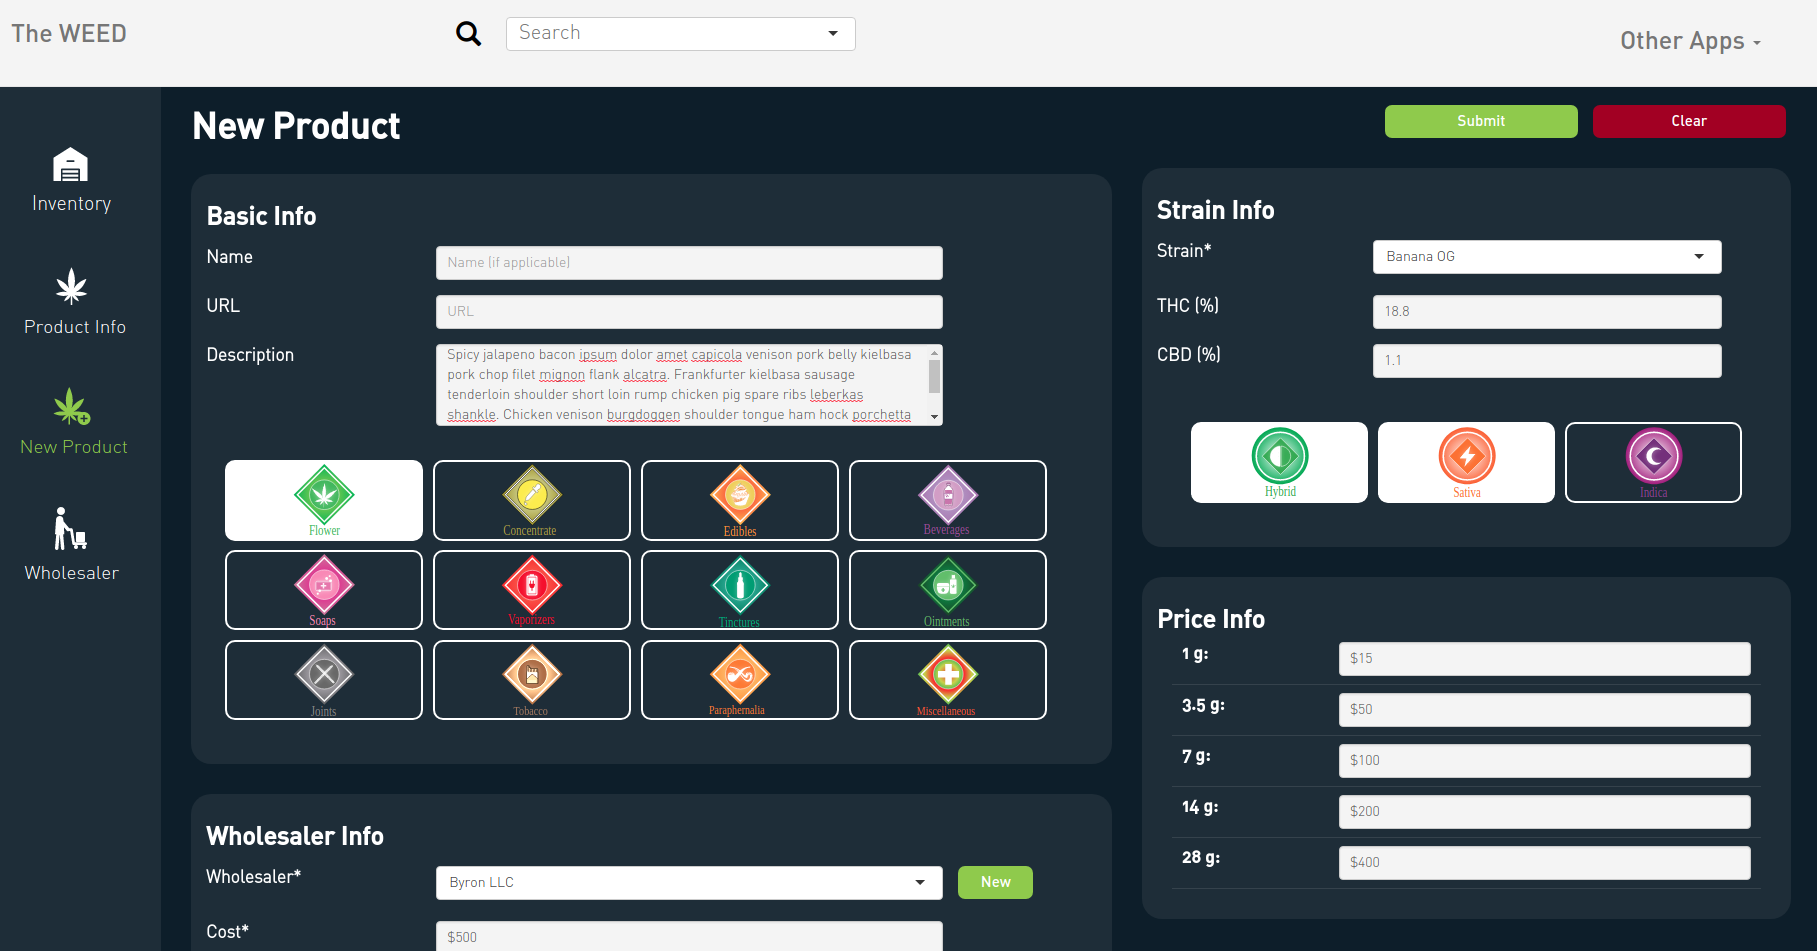 The WEED
Search
Other Apps
Inventory
Product Info
New Product
Wholesaler
New Product
Submit
Clear
Basic Info
Name
Name (if applicable)
URL
URL
Description
Spicy jalapeno bacon ipsum dolor amet capicola venison pork belly kielbasa
pork chop filet mignon flank alcatra. Frankfurter kielbasa sausage
tenderloin shoulder short loin rump chicken pig spare ribs leberkas
shankle. Chicken venison burgdoggen shoulder tongue ham hock porchetta
Flower
Concentrate
Edibles
Beverages
Soaps
Vaporizers
Tinctures
Ointments
Joints
Tobacco
Paraphernalia
Miscellaneous
Wholesaler Info
Wholesaler*
Byron LLC
New
Cost*
$500
Strain Info
Strain*
Banana OG
THC (%)
18.8
CBD (%)
1.1
Hybrid
Sativa
Indica
Price Info
1 g:
$15
3.5 g:
$50
7 g:
$100
14 g:
$200
28 g:
$400